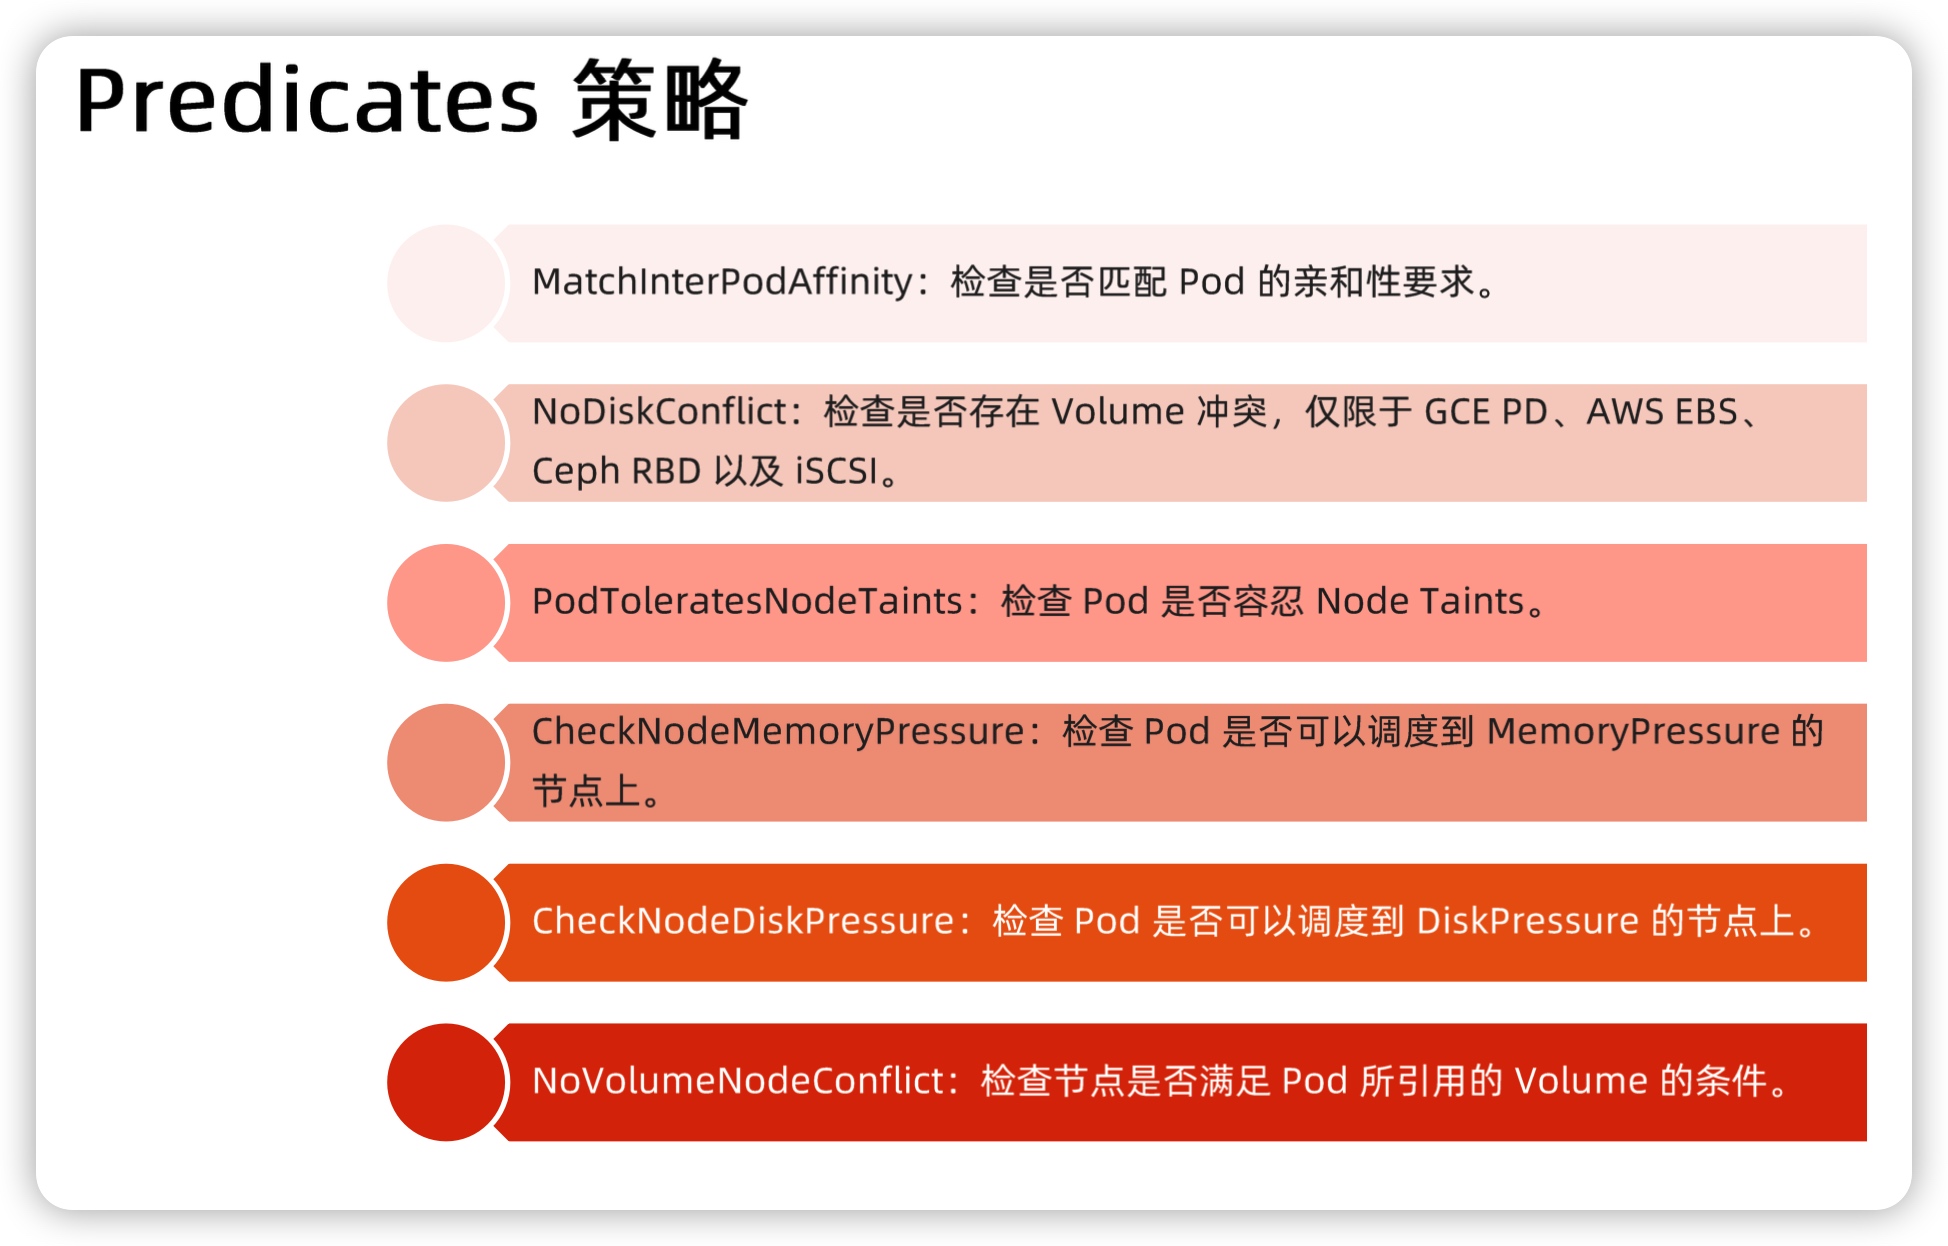 Predicates 策略
MatchInterPodAffinity：检查是否匹配 Pod 的亲和性要求。
NoDiskConflict：检查是否存在 Volume 冲突，仅限于 GCE PD、AWS EBS、
Ceph RBD 以及 iSCSI。
PodToleratesNodeTaints：检查 Pod 是否容忍 Node Taints。
CheckNodeMemoryPressure：检查 Pod 是否可以调度到 MemoryPressure 的
节点上。
CheckNodeDiskPressure：检查 Pod 是否可以调度到 DiskPressure 的节点上。
NoVolumeNodeConflict：检查节点是否满足 Pod 所引用的 Volume 的条件。